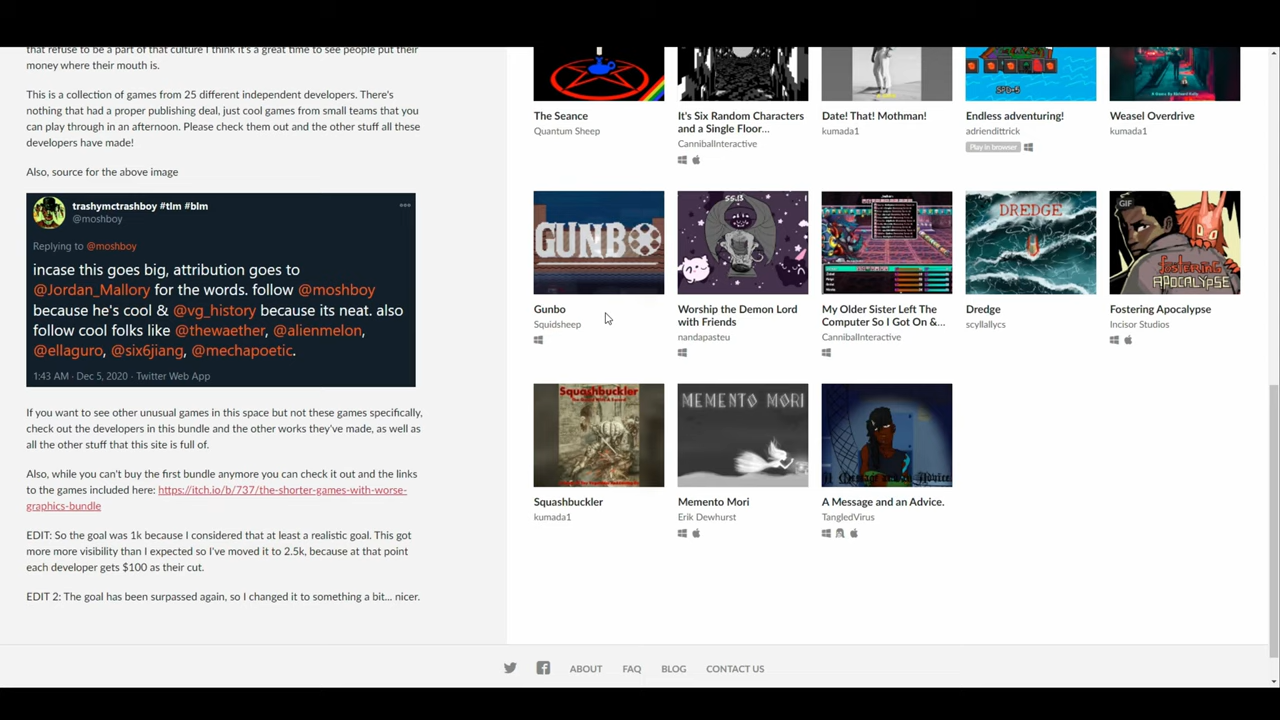 that refuse to be a part of that culture I think it's a great time to see people put their
money where their mouth is.
This is a collection of games from 25 different independent developers. There's
nothing that had a proper publishing deal, just cool games from small teams that you
can play through in an afternoon. Please check them out and the other stuff all these
developers have made!
Also, source for the above image
trashymctrashboy #tlm #blm
@moshboy
Replying to @moshboy
incase this goes big, attribution goes to
@Jordan_Mallory for the words follow @moshboy
because he's cool & @vg_history because its neat. also
follow cool folks like @thewaether, @alienmelon,
@ellaguro, @six6jiang, @mechapoetic.
1:43 AM · Dec 5, 2020 · Twitter Web App
If you want to see other unusual games in this space but not these games specifically,
check out the developers in this bundle and the other works they've made, as well as
all the other stuff that this site is full of.
Also, while you can't buy the first bundle anymore you can check it out and the links
to the games included here: https://itch.io/b/737/the-shorter-games-with-worse-
graphics-bundle
EDIT: So the goal was 1k because I considered that at least a realistic goal. This got
more more visibility than I expected so I've moved it to 2.5k, because at that point
each developer gets $100 as their cut.
EDIT 2: The goal has been surpassed again, so I changed it to something a bit... nicer.
SPD+5
The Seance
Quantum Sheep
It's Six Random Characters
and a Single Floor...
CannibalInteractive
Date! That! Mothman!
kumada1
Endless adventuring!
adriendittrick
Play in browser
Weasel Overdrive
kumada1
GUNBO
Gunbo
Squidsheep
55.13
Worship the Demon Lord
with Friends
nandapasteu
My Older Sister Left The
Computer So I Got On &...
CannibalInteractive
DREDGE
Dredge
scyllallycs
GIF
FOSTERING
APOCALYPSE
Fostering Apocalypse
Incisor Studios
Squashbuckler
Squashbuckler
kumada1
MEMENTO MORI
Memento Mori
Erik Dewhurst
A Message and an Advice.
TangledVirus
ABOUT
FAQ
BLOG
CONTACT US